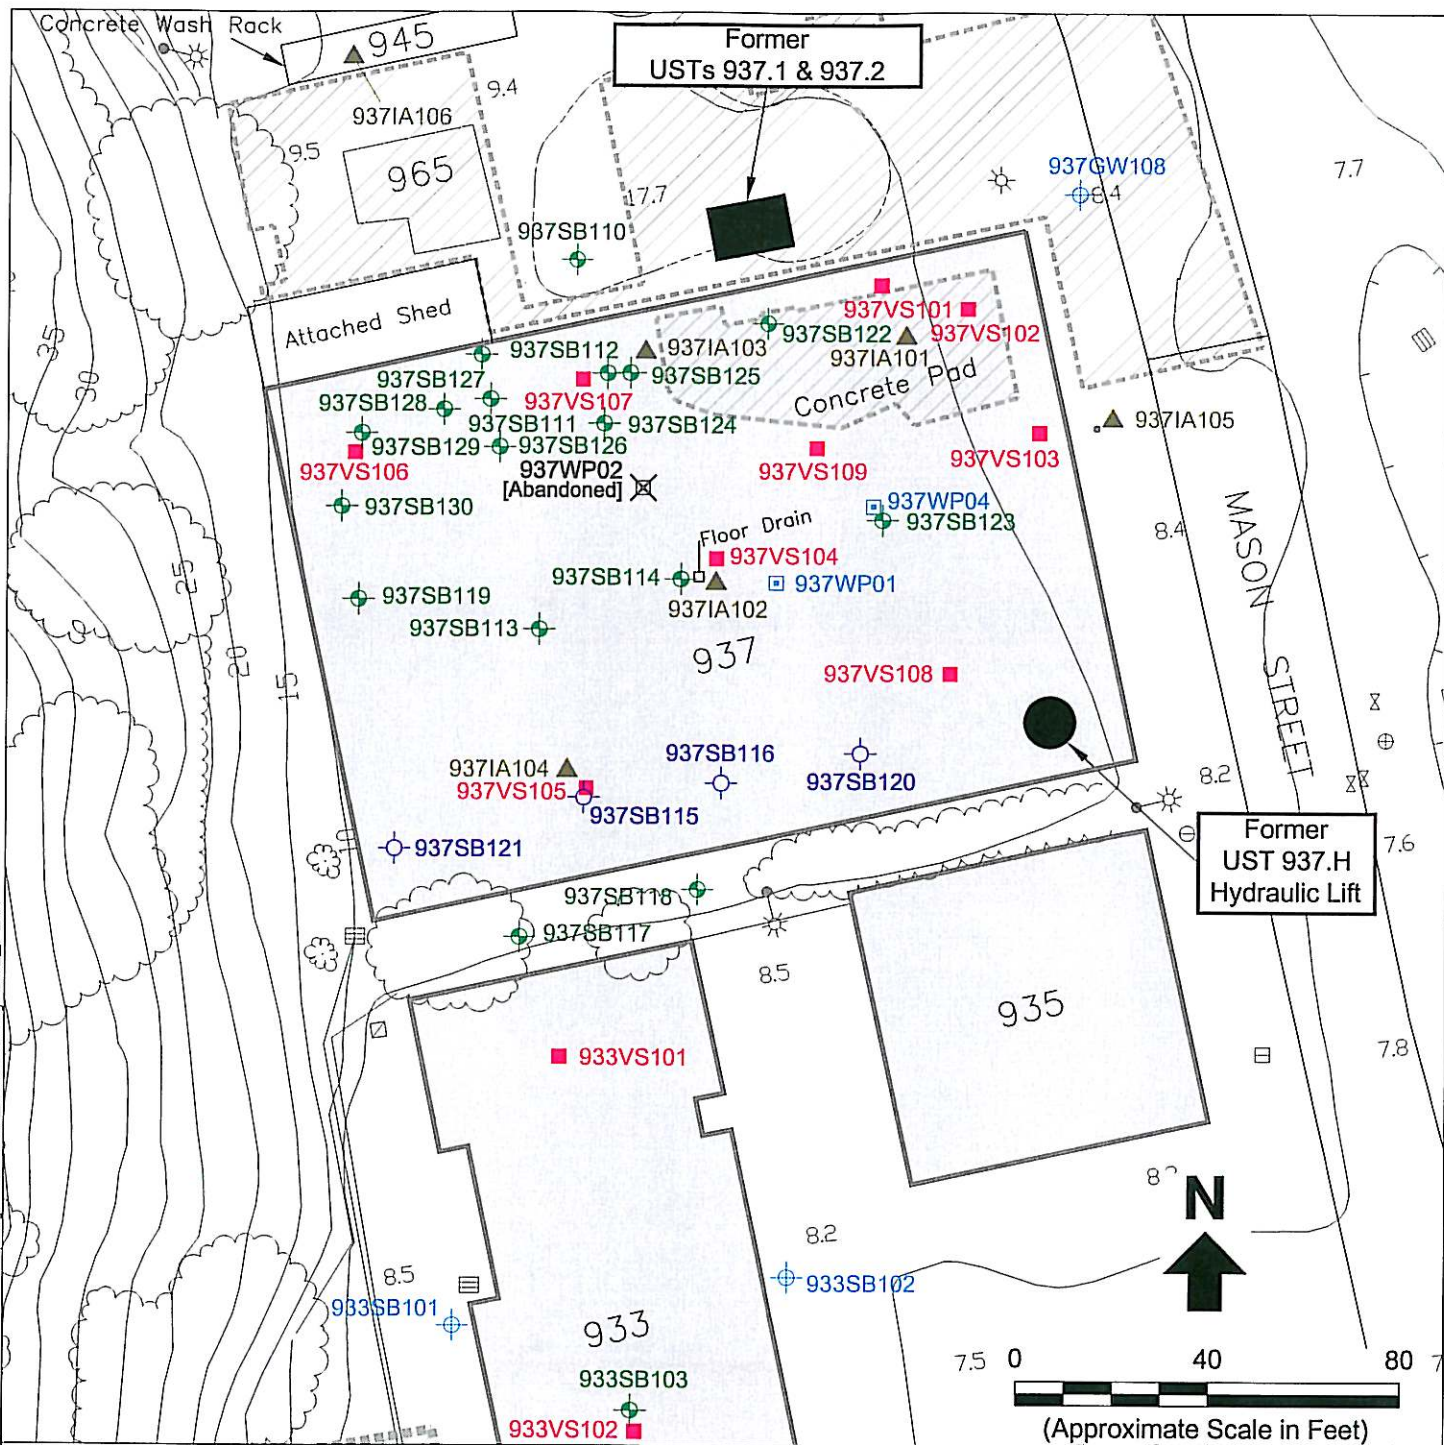 Concrete Wash Rack
945
Former
USTs 937.1 & 937.2
9.4
937IA106
9.5
965
17.7
937GW108
8.4
7.7
937SB110
Attached Shed
937VS101
937VS102
937SB122
937IA101
937SB112
937IA103
937SB127
937SB125
937VS107
Concrete Pad
937SB128
937SB111
937SB124
937IA105
937SB129
937SB126
937VS106
937WP02
[Abandoned]
937VS109
937VS103
937SB130
937WP04
937SB123
Floor Drain
937VS104
937SB114
937WP01
937IA102
937SB119
937SB113
937
937VS108
35
30
25
20
15
10
8.4
MASON STREET
937IA104
937VS105
937SB116
937SB120
937SB115
937SB121
8.2
7.6
Former
UST 937.H
Hydraulic Lift
937SB118
937SB117
8.5
935
933VS101
7.8
8.2
8.5
933SB101
933SB102
933
N
7.5
0 40 80
(Approximate Scale in Feet)
933SB103
933VS102